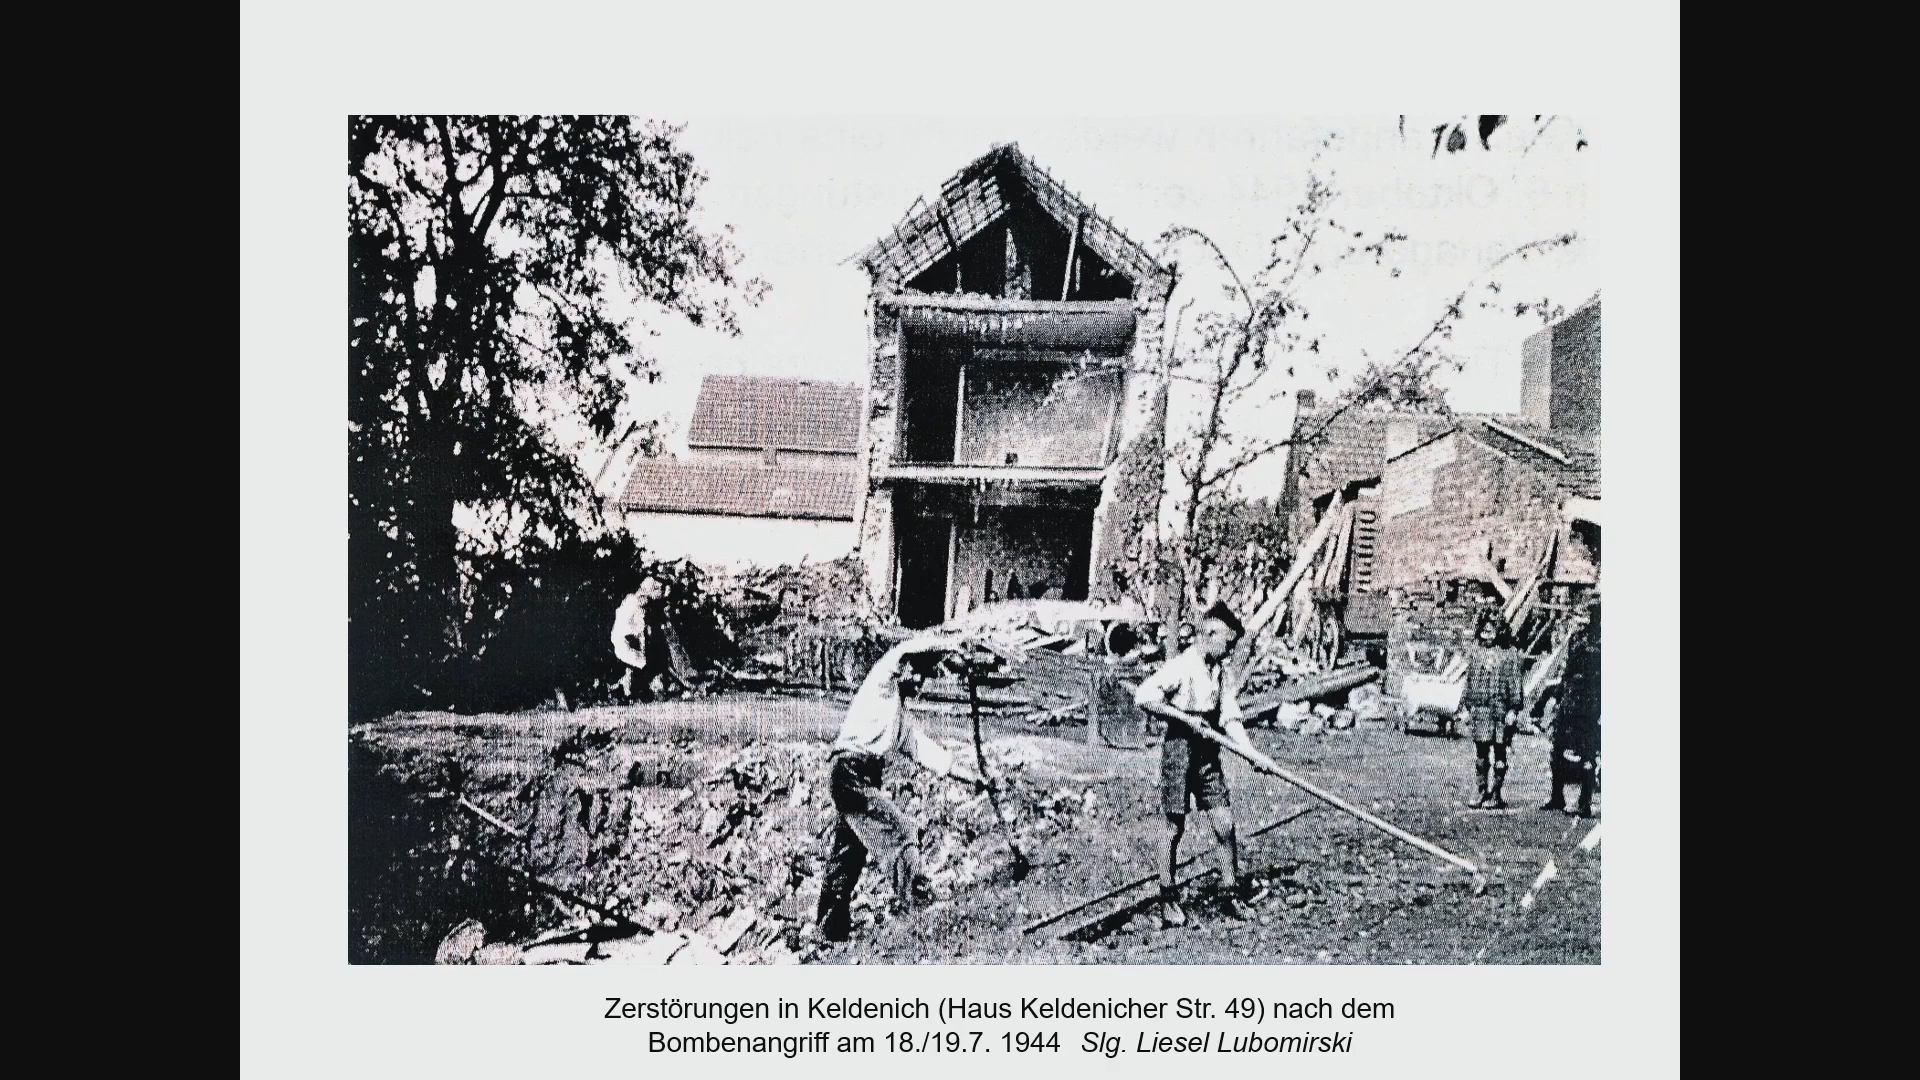 Zerstörungen in Keldenich (Haus Keldenicher Str. 49) nach dem
Bombenangriff am 18./19.7. 1944 Slg. Liesel Lubomirski